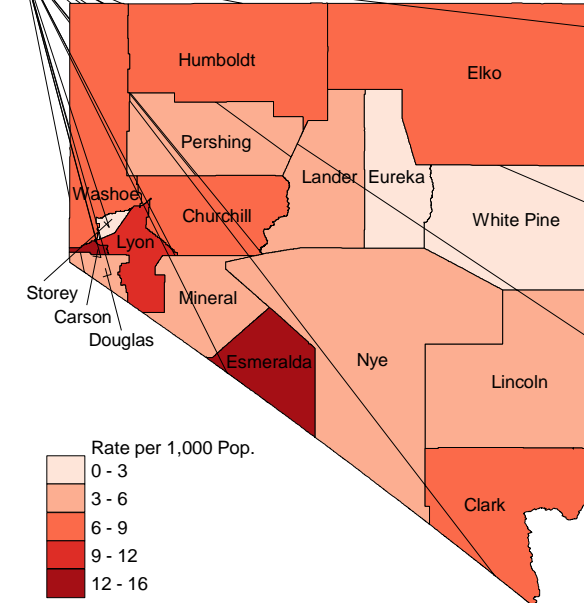 Humboldt
Elko
Pershing
Lander
Eureka
Washoe
Churchill
White Pine
Lyon
Storey
Mineral
Carson
Douglas
Esmeralda
Nye
Lincoln
Rate per 1,000 Pop.
0 - 3
3 - 6
6 - 9
9 - 12
12 - 16
Clark